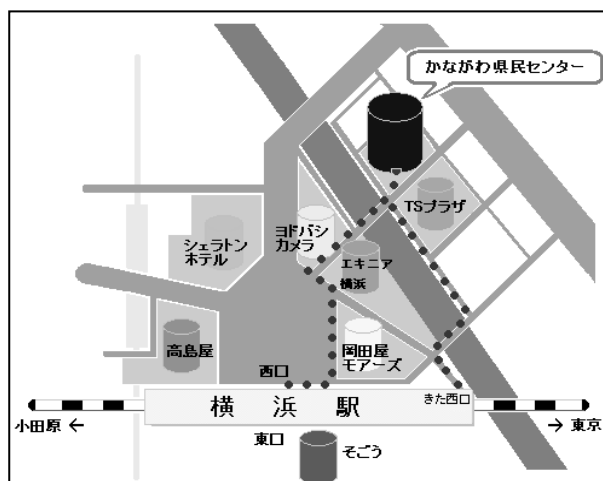 かながわ県民センター
TSプラザ
ヨドバシ
カメラ
シェラトン
ホテル
エキニア
横浜
高島屋
岡田屋
モアーズ
西口
きた西口
横浜駅
小田原 ←
→ 東京
東口
そごう